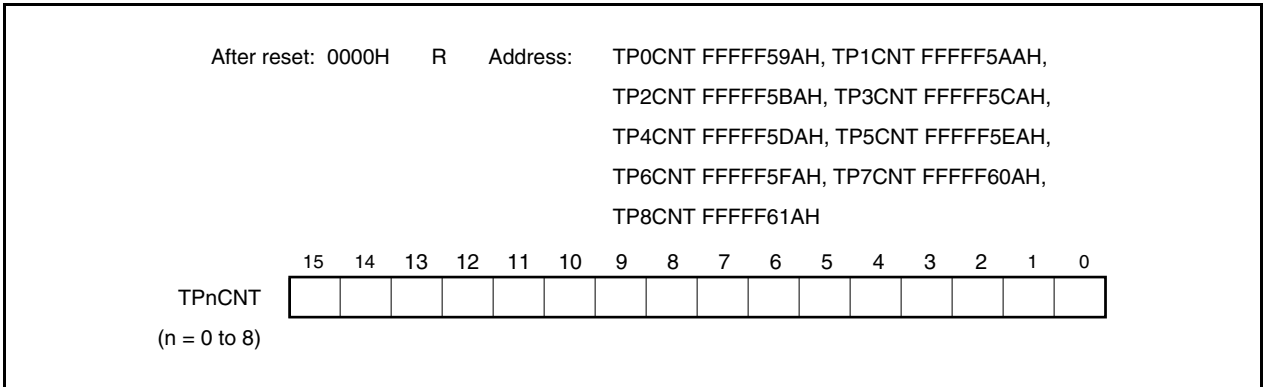 After reset: 0000H R Address: TP0CNT FFFFF59AH, TP1CNT FFFFF5AAH,
TP2CNT FFFFF5BAH, TP3CNT FFFFF5CAH,
TP4CNT FFFFF5DAH, TP5CNT FFFFF5EAH,
TP6CNT FFFFF5FAH, TP7CNT FFFFF60AH,
TP8CNT FFFFF61AH
15 14 13 12 11 10 9 8 7 6 5 4 3 2 1 0
TPnCNT
(n = 0 to 8)